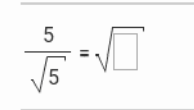 5/√5 = √□